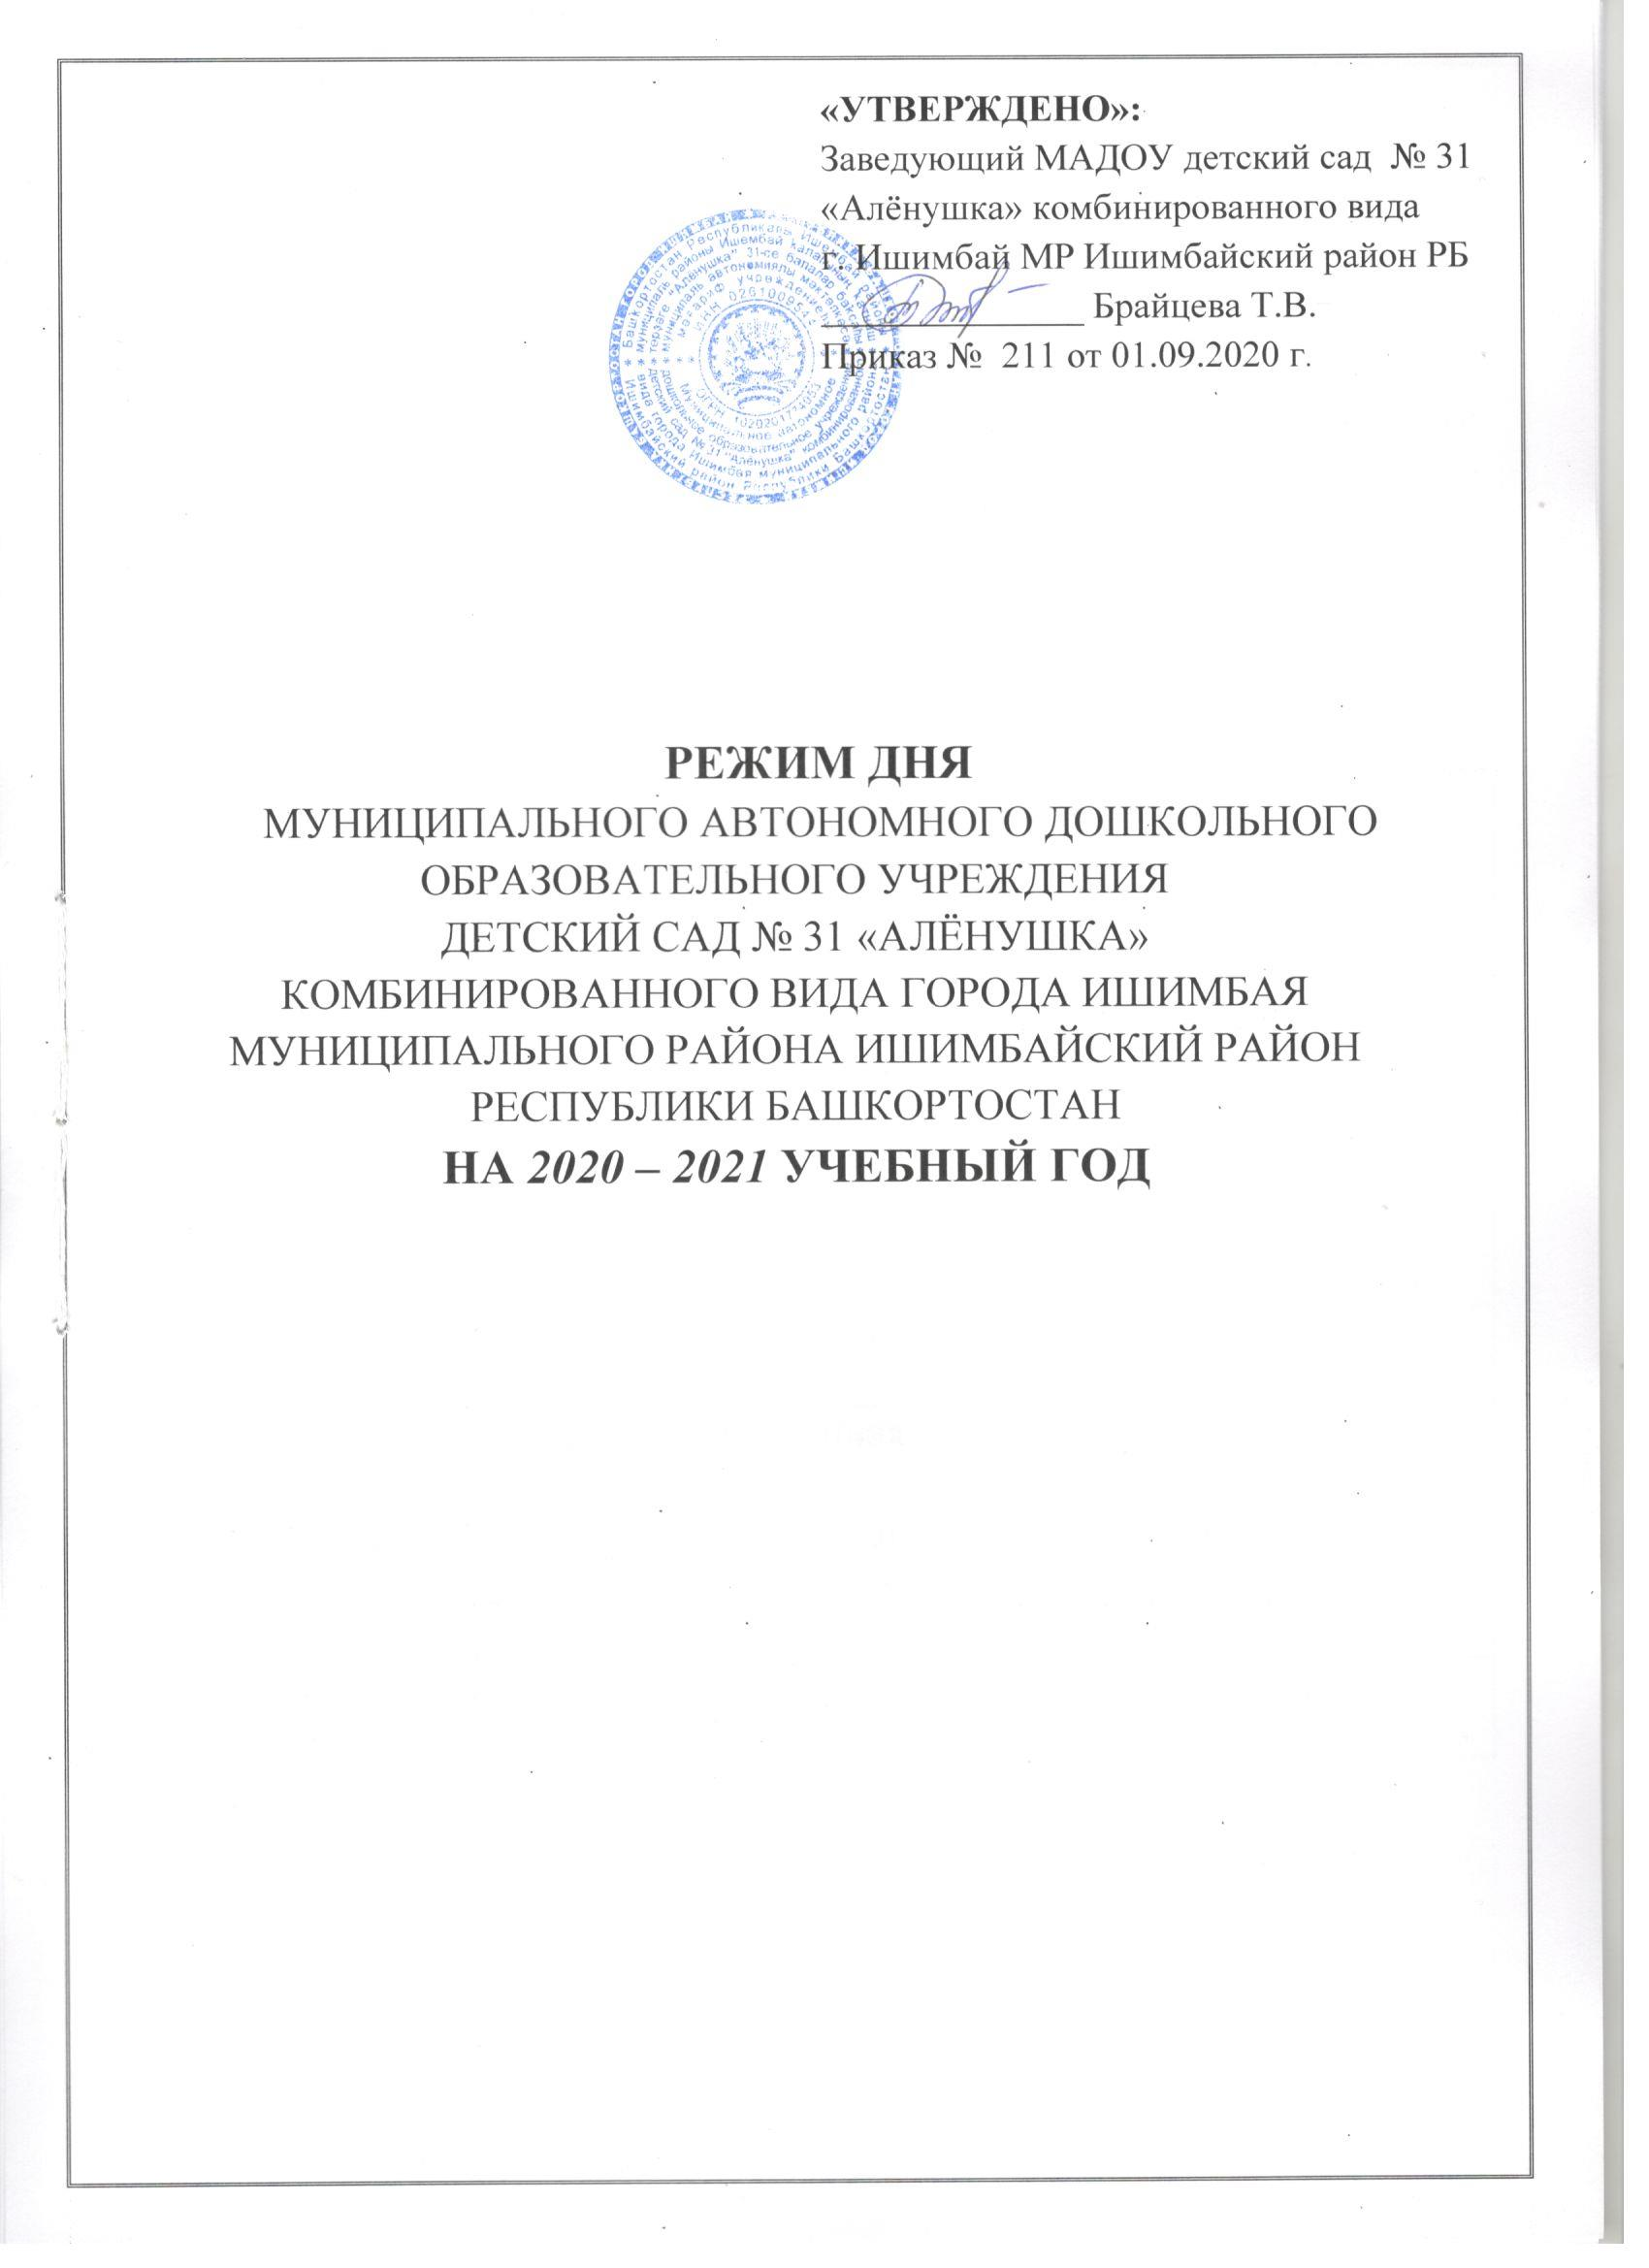 «УТВЕРЖДЕНО»:
Заведующий МАДОУ детский сад № 31
«Алёнушка» комбинированного вида
г. Ишимбай МР Ишимбайский район РБ
Брайцева Т.В.
Приказ № 211 от 01.09.2020 г.
РЕЖИМ ДНЯ
МУНИЦИПАЛЬНОГО АВТОНОМНОГО ДОШКОЛЬНОГО
ОБРАЗОВАТЕЛЬНОГО УЧРЕЖДЕНИЯ
ДЕТСКИЙ САД № 31 «АЛЁНУШКА»
КОМБИНИРОВАННОГО ВИДА ГОРОДА ИШИМБАЯ
МУНИЦИПАЛЬНОГО РАЙОНА ИШИМБАЙСКИЙ РАЙОН
РЕСПУБЛИКИ БАШКОРТОСТАН
НА 2020 – 2021 УЧЕБНЫЙ ГОД